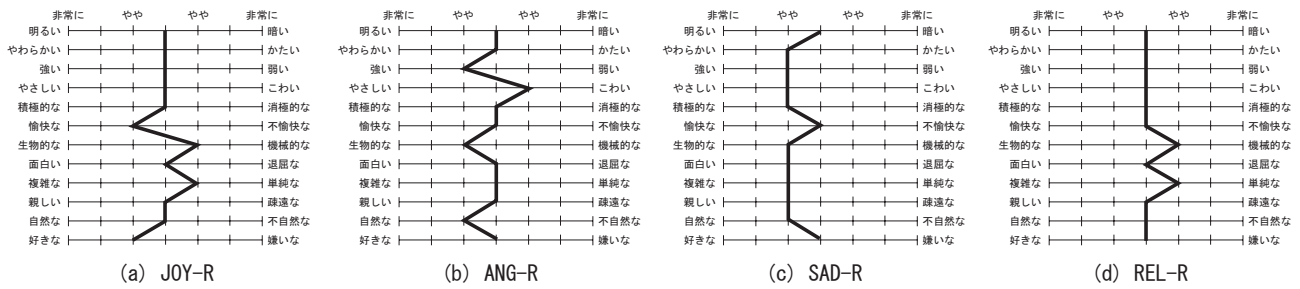 非常に やや やや 非常に
明るい 暗い
やわらかい かたい
強い 弱い
やさしい こわい
積極的な 消極的な
愉快な 不愉快な
生物的な 機械的な
面白い 退屈な
複雑な 単純な
親しい 疎遠な
自然な 不自然な
好きな 嫌いな
(a) JOY-R
非常に やや やや 非常に
明るい 暗い
やわらかい かたい
強い 弱い
やさしい こわい
積極的な 消極的な
愉快な 不愉快な
生物的な 機械的な
面白い 退屈な
複雑な 単純な
親しい 疎遠な
自然な 不自然な
好きな 嫌いな
(b) ANG-R
非常に やや やや 非常に
明るい 暗い
やわらかい かたい
強い 弱い
やさしい こわい
積極的な 消極的な
愉快な 不愉快な
生物的な 機械的な
面白い 退屈な
複雑な 単純な
親しい 疎遠な
自然な 不自然な
好きな 嫌いな
(c) SAD-R
非常に やや やや 非常に
明るい 暗い
やわらかい かたい
強い 弱い
やさしい こわい
積極的な 消極的な
愉快な 不愉快な
生物的な 機械的な
面白い 退屈な
複雑な 単純な
親しい 疎遠な
自然な 不自然な
好きな 嫌いな
(d) REL-R